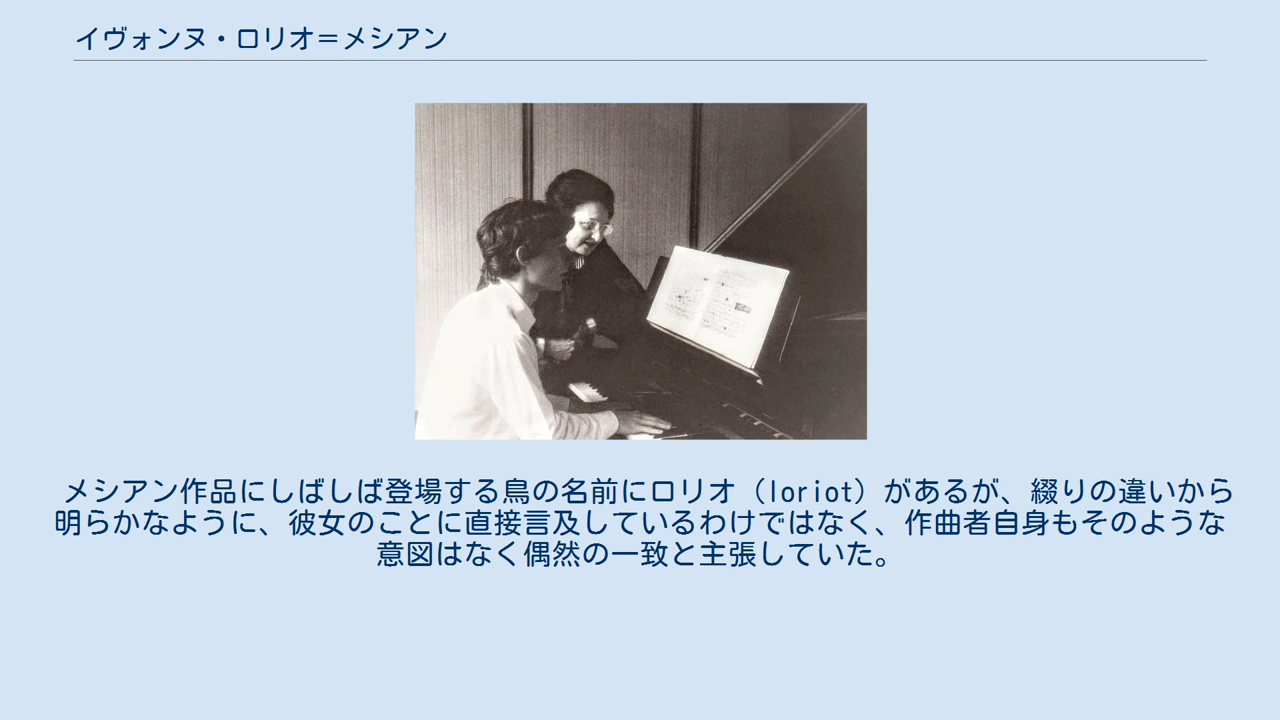 イヴォンヌ・ロリオ＝メシアン
メシアン作品にしばしば登場する鳥の名前にロリオ（loriot）があるが、綴りの違いから
明らかなように、彼女のことに直接言及しているわけではなく、作曲者自身もそのような
意図はなく偶然の一致と主張していた。